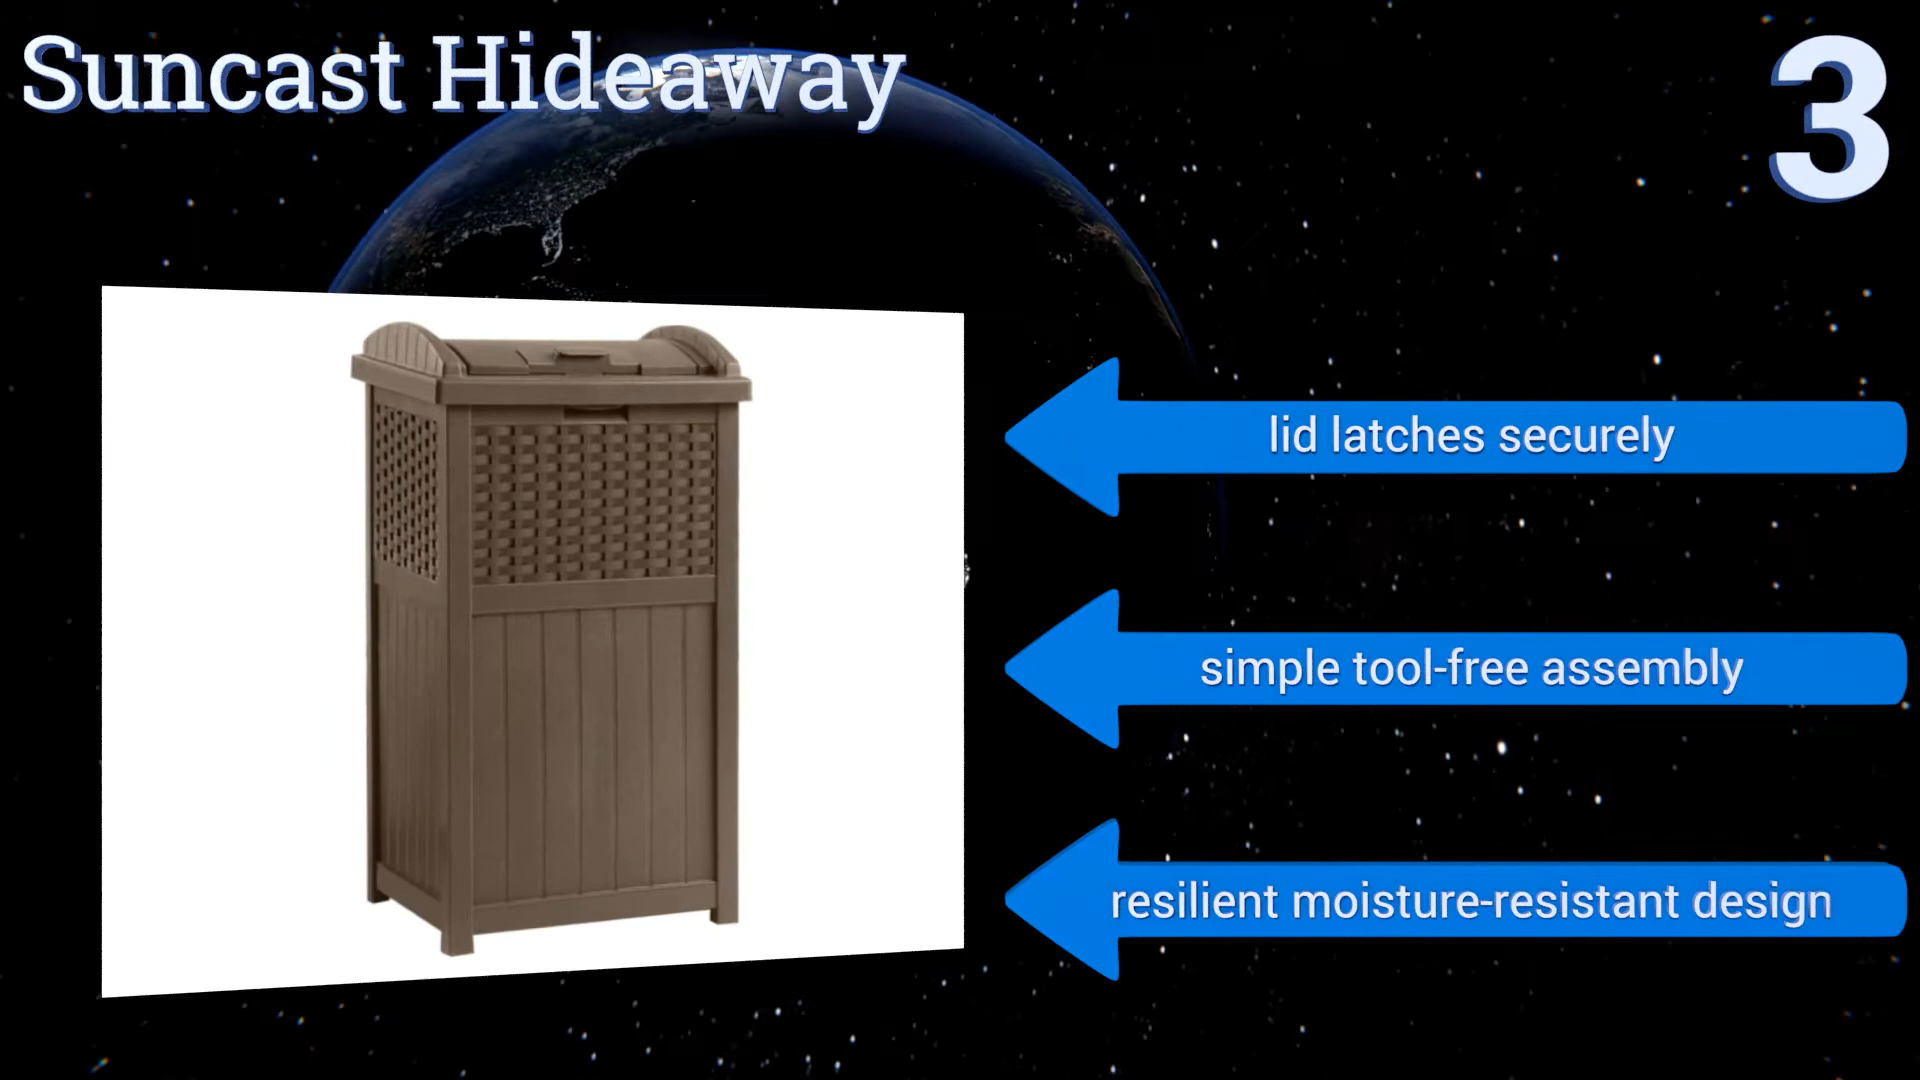 Suncast Hideaway
3
lid latches securely
simple tool-free assembly
resilient moisture-resistant design